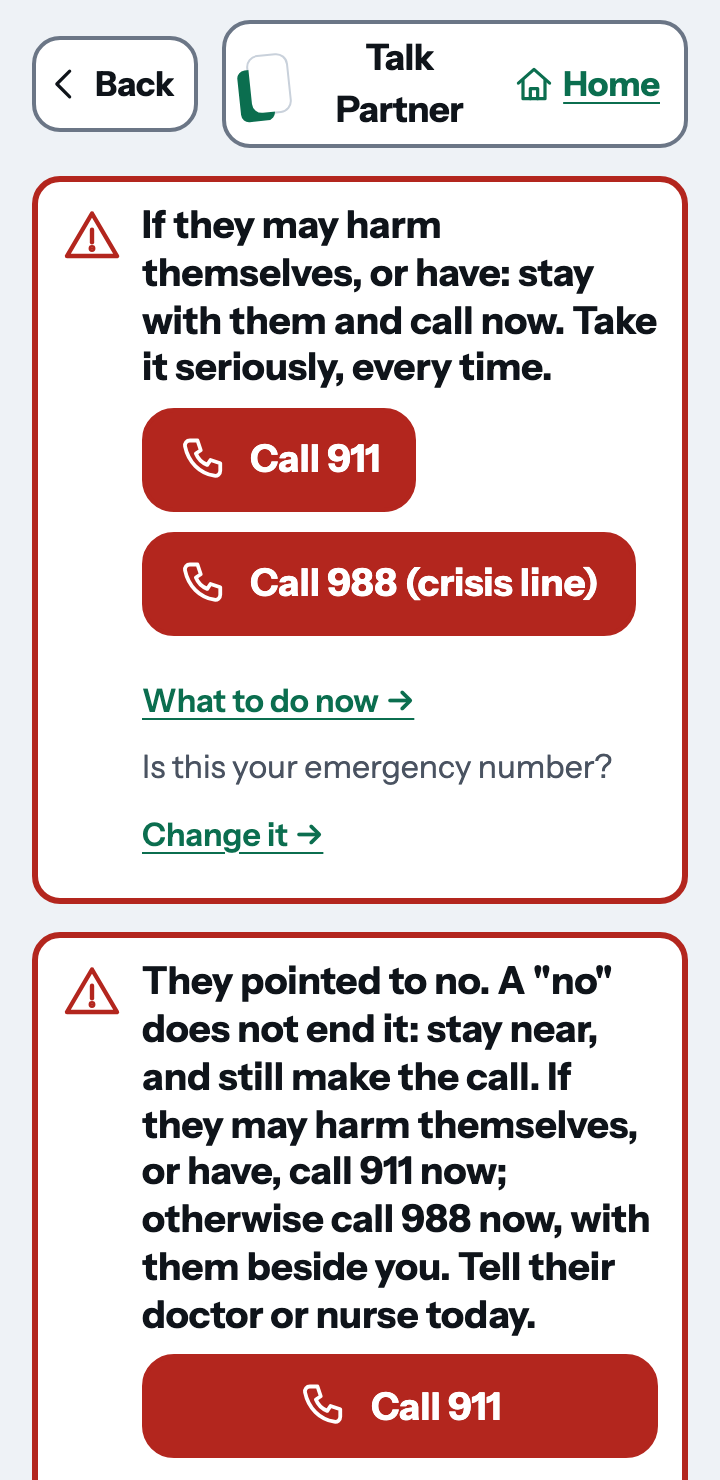 Back
Talk
Partner
Home
If they may harm
themselves, or have: stay
with them and call now. Take
it seriously, every time.
Call 911
Call 988 (crisis line)
What to do now →
Is this your emergency number?
Change it →
They pointed to no. A "no"
does not end it: stay near,
and still make the call. If
they may harm themselves,
or have, call 911 now;
otherwise call 988 now, with
them beside you. Tell their
doctor or nurse today.
Call 911